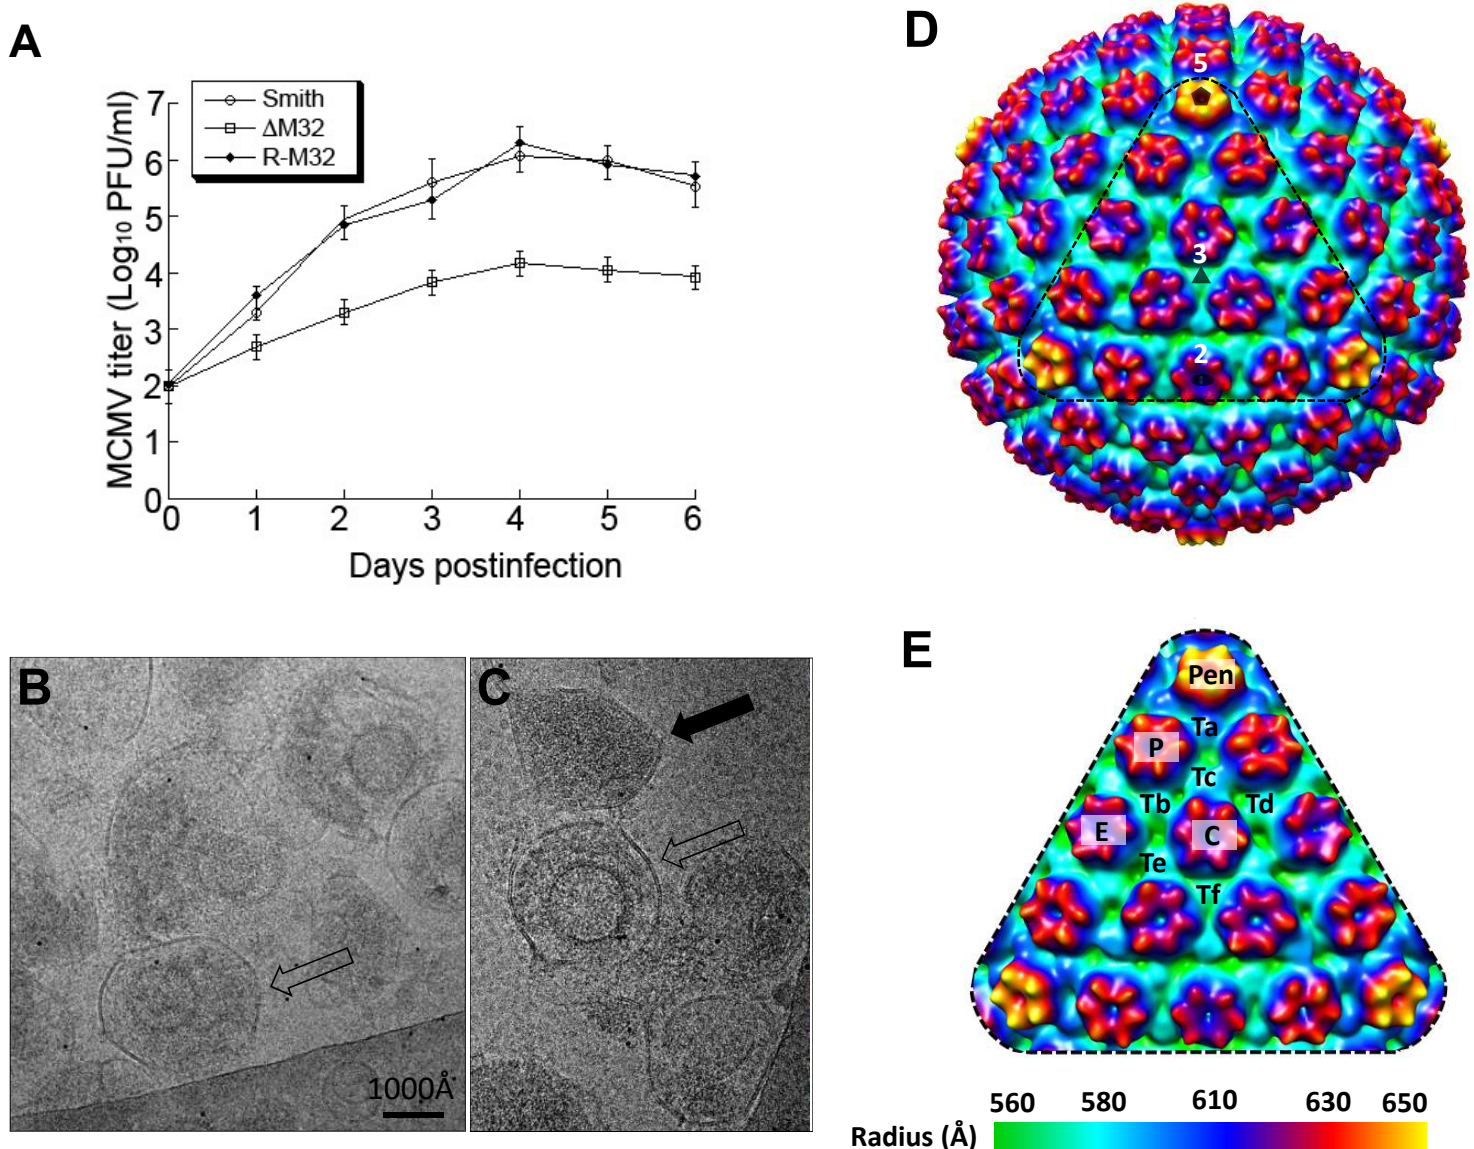 A
MCMV titer (Log10 PFU/ml)
7
6
5
4
3
2
1
0
Smith
ΔM32
R-M32
0 1 2 3 4 5 6
Days postinfection
B
1000Å
C
D
5
3
2
E
Pen
Ta
P
Tc
Tb
Td
E
C
Te
Tf
560 580 610 630 650
Radius (Å)